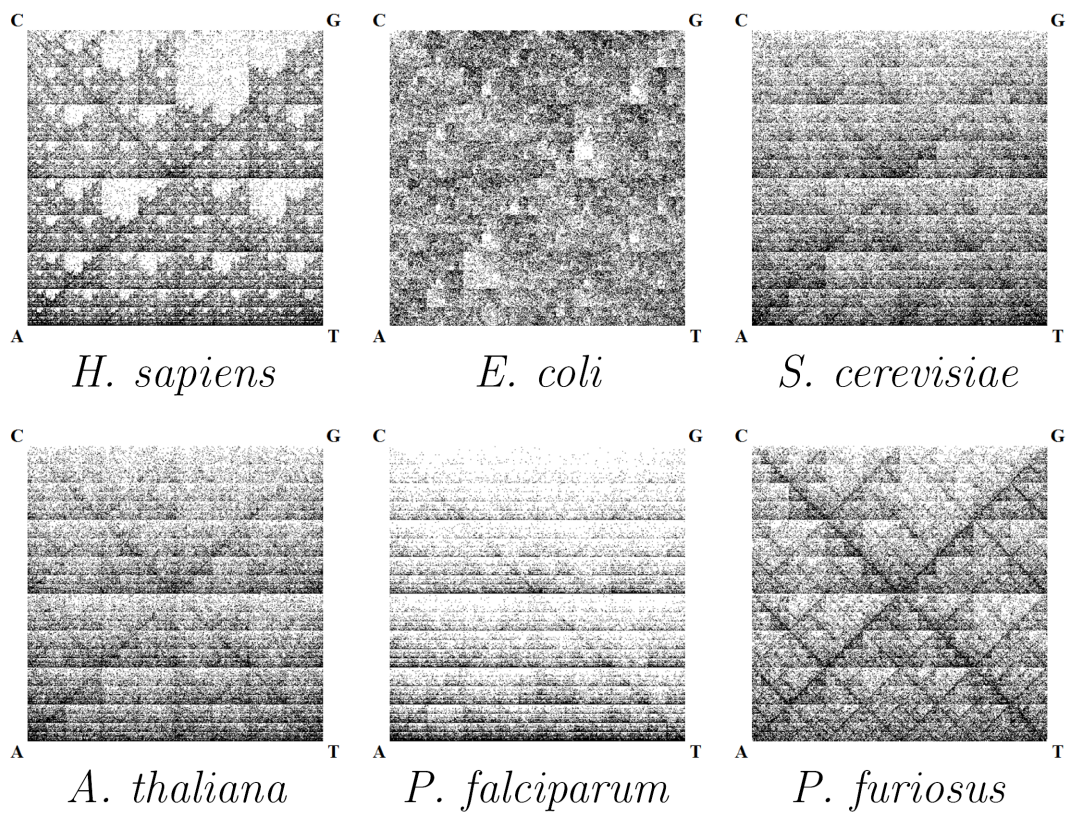 C G C G C G
A T A T A T
H. sapiens E. coli S. cerevisiae
C G C G C G
A T A T A T
A. thaliana P. falciparum P. furiosus